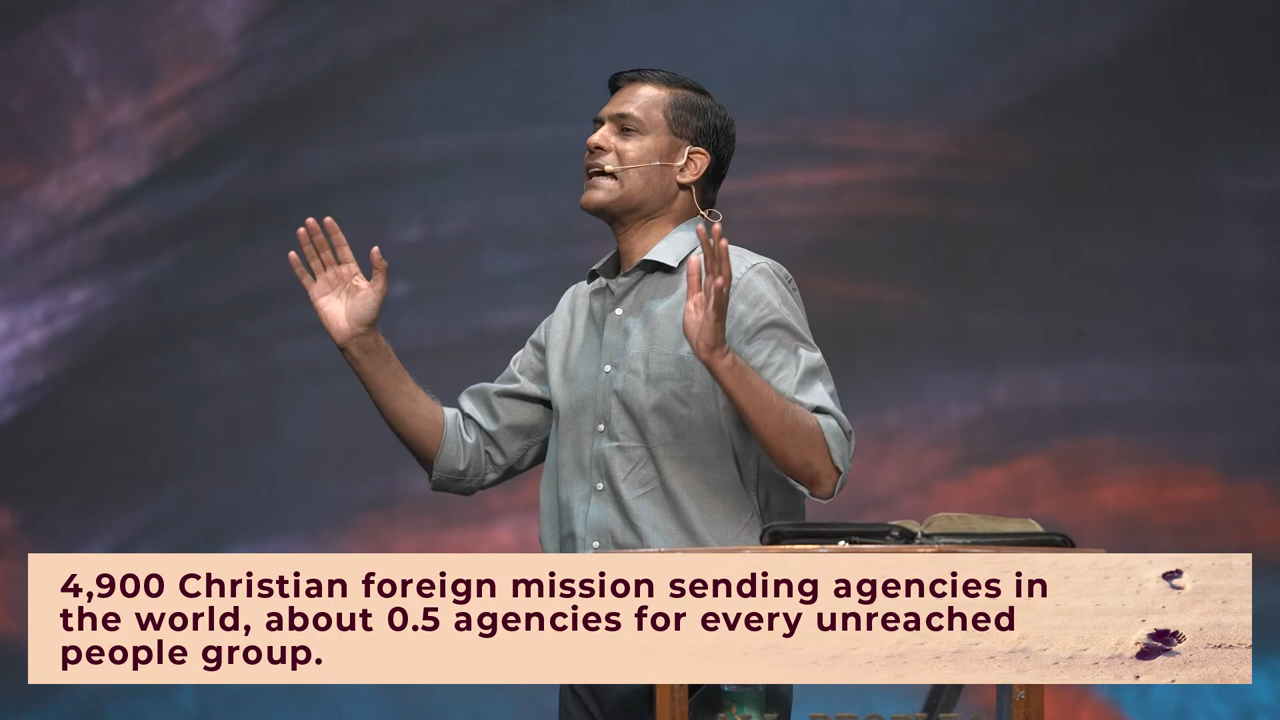 4,900 Christian foreign mission sending agencies in
the world, about 0.5 agencies for every unreached
people group.